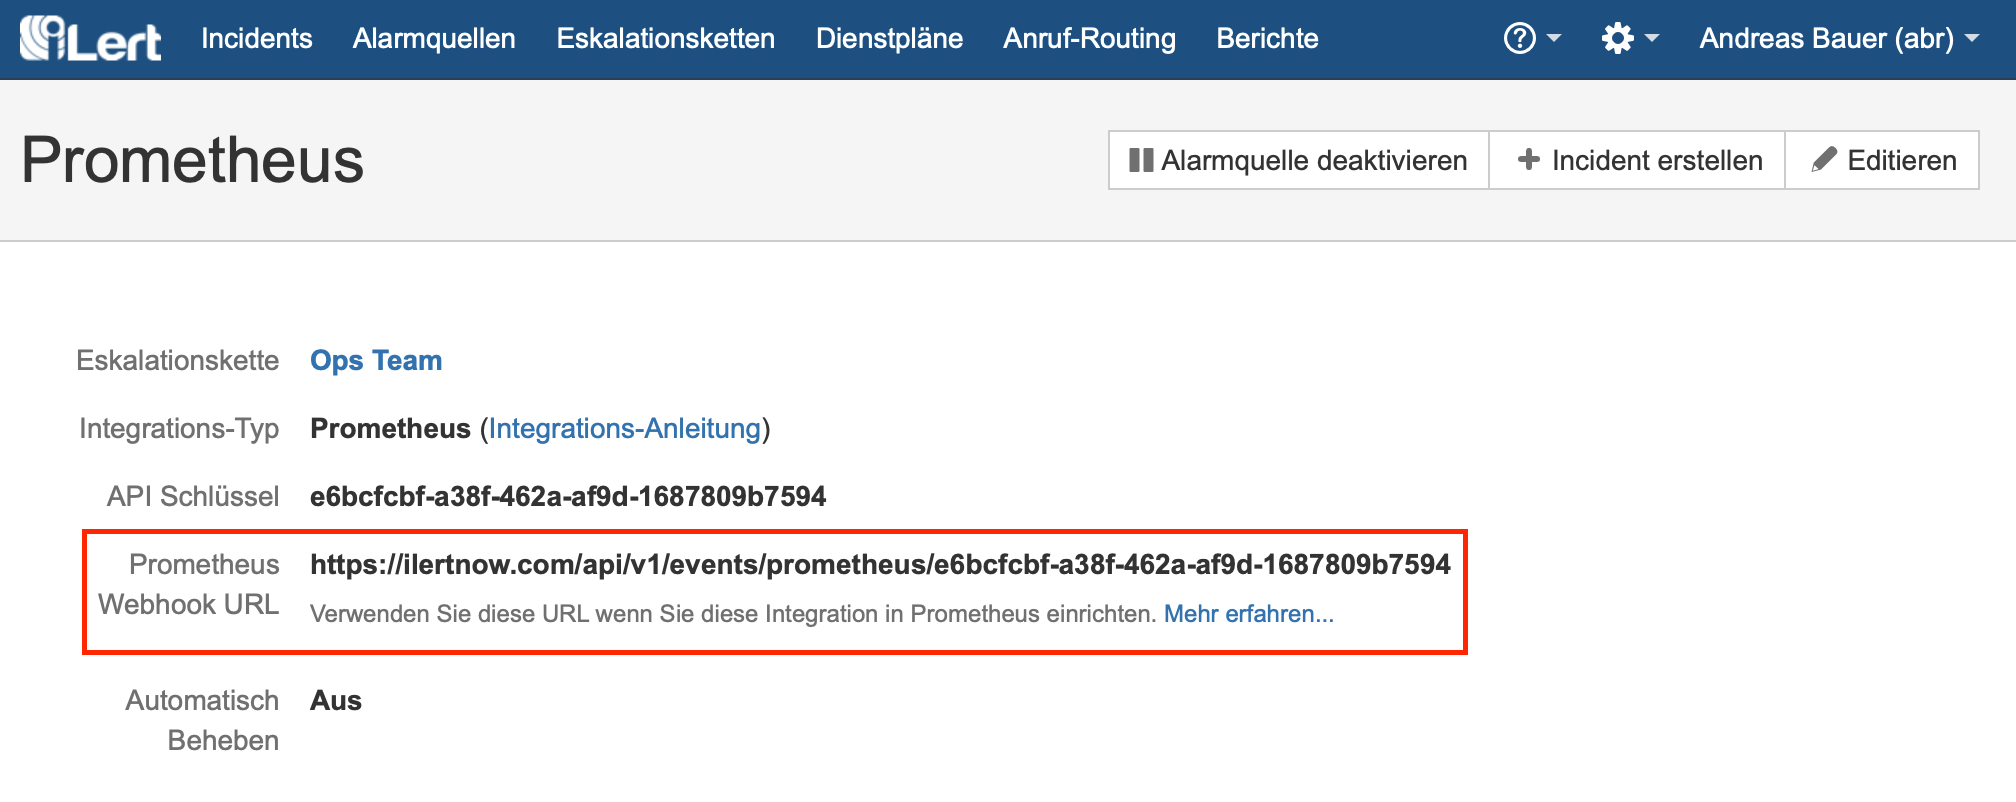 iLert Incidents Alarmquellen Eskalationsketten Dienstpläne Anruf-Routing Berichte ? Andreas Bauer (abr)
Prometheus
Alarmquelle deaktivieren + Incident erstellen Editieren
Eskalationskette Ops Team
Integrations-Typ Prometheus (Integrations-Anleitung)
API Schlüssel e6bcfcbf-a38f-462a-af9d-1687809b7594
Prometheus https://ilertnow.com/api/v1/events/prometheus/e6bcfcbf-a38f-462a-af9d-1687809b7594
Webhook URL Verwenden Sie diese URL wenn Sie diese Integration in Prometheus einrichten. Mehr erfahren...
Automatisch Aus
Beheben